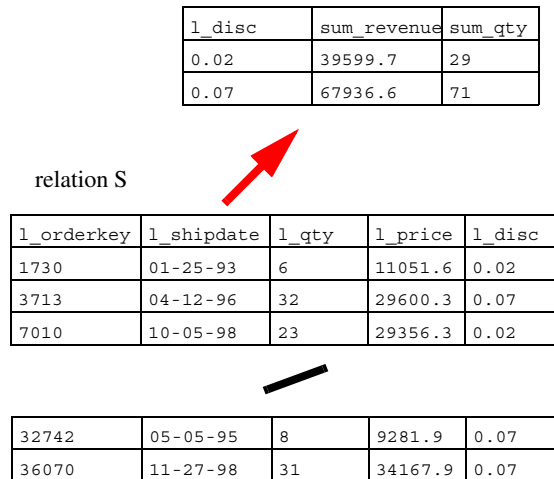 l_disc sum_revenue sum_qty
0.02 39599.7 29
0.07 67936.6 71
relation S
l_orderkey l_shipdate l_qty l_price l_disc
1730 01-25-93 6 11051.6 0.02
3713 04-12-96 32 29600.3 0.07
7010 10-05-98 23 29356.3 0.02
32742 05-05-95 8 9281.9 0.07
36070 11-27-98 31 34167.9 0.07